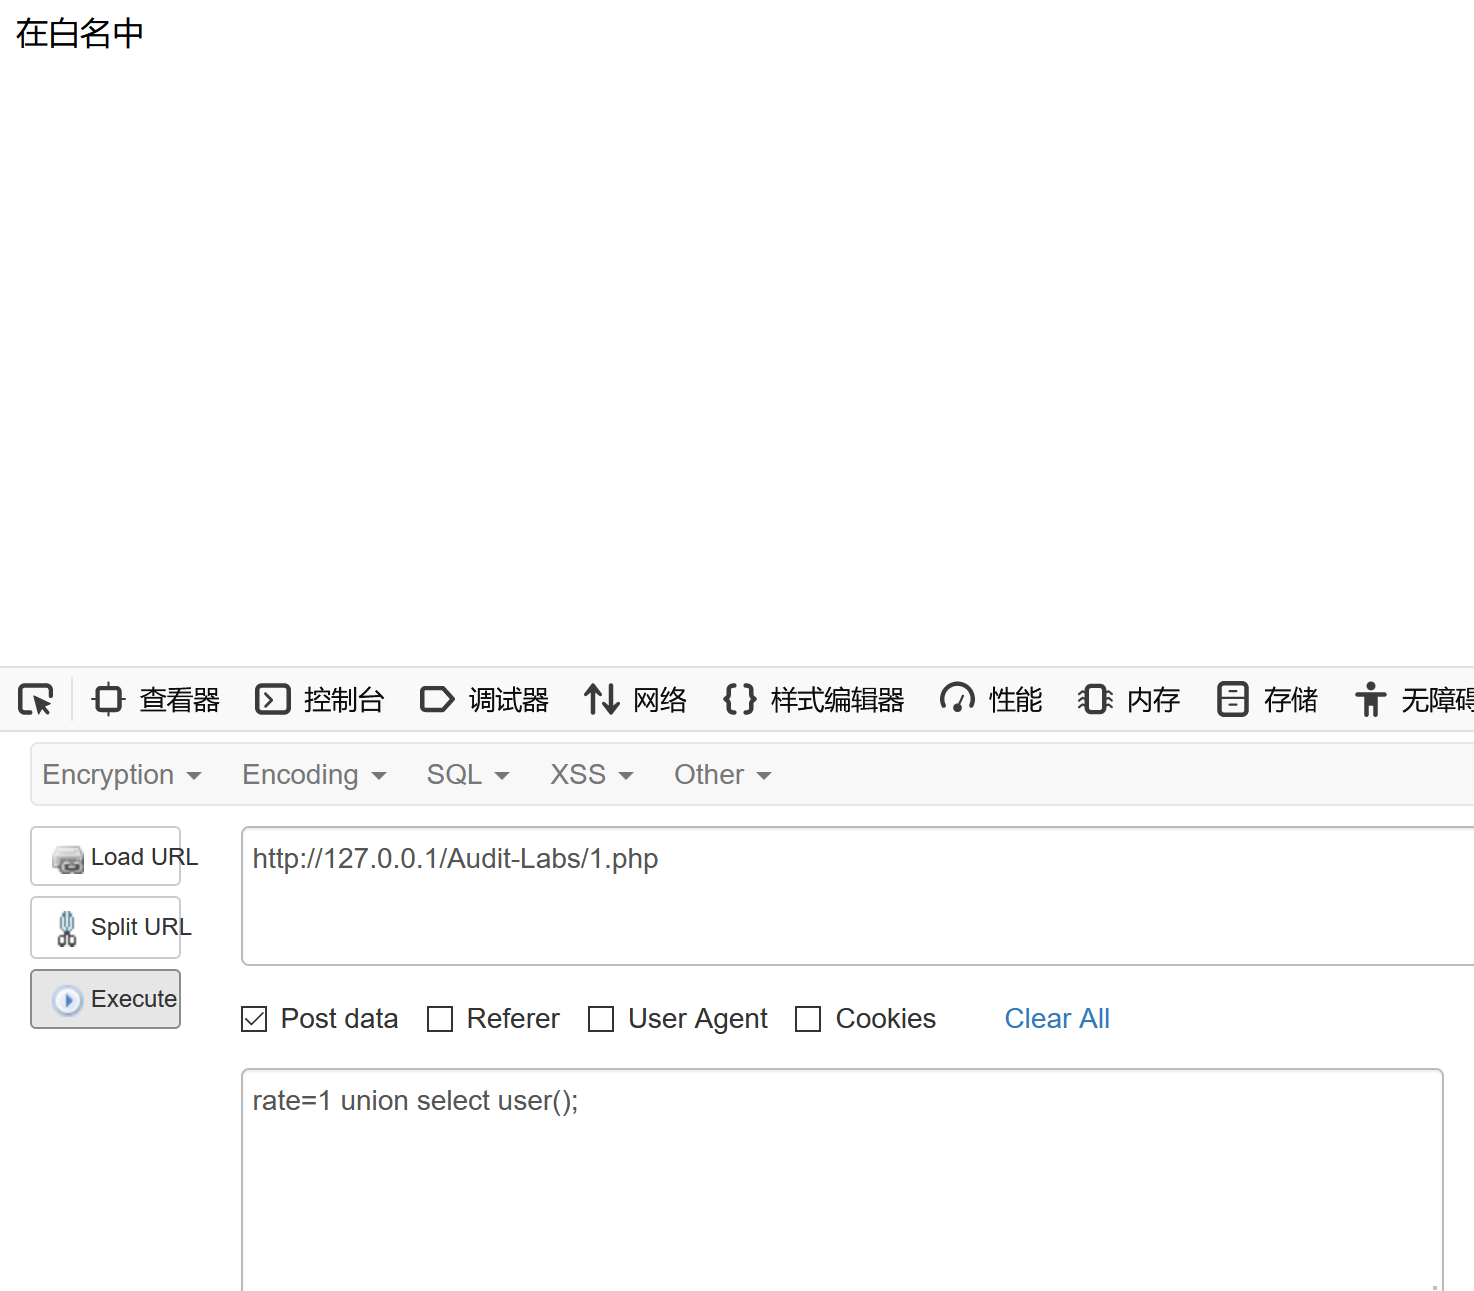 在白名中
查看器 控制台 调试器 网络 样式编辑器 性能 内存 存储 无障碍
Encryption Encoding SQL XSS Other
Load URL
http://127.0.0.1/Audit-Labs/1.php
Split URL
Execute
Post data Referer User Agent Cookies Clear All
rate=1 union select user();